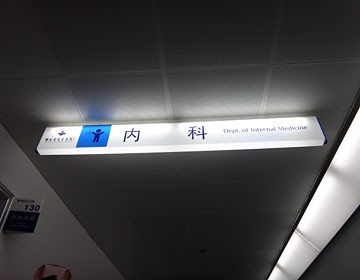 内 科 Dept. of Internal Medicine
130